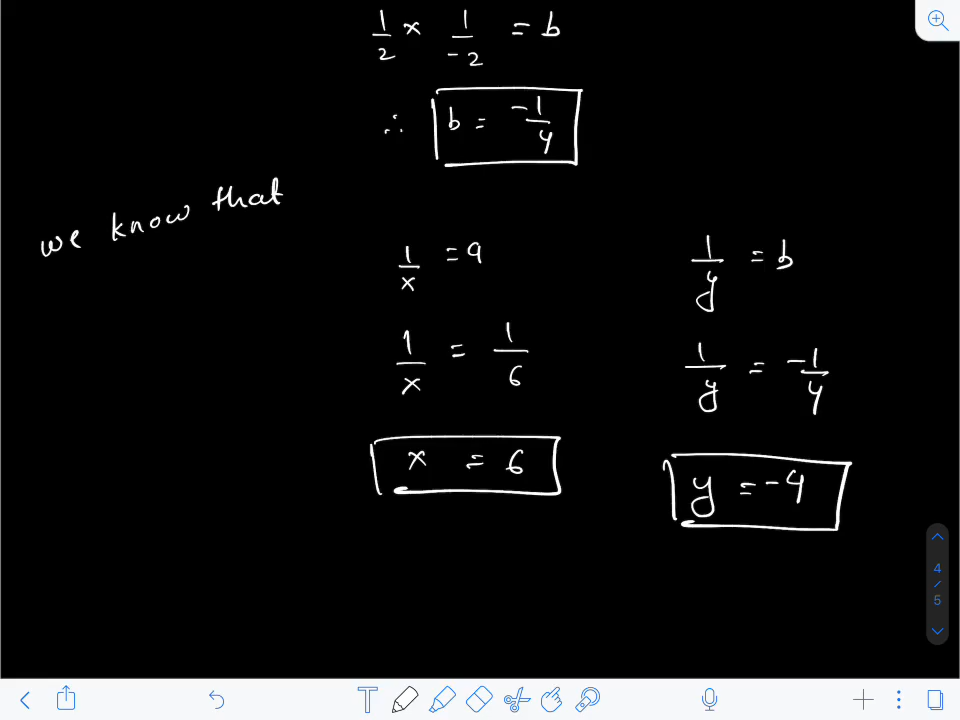 1/2 × 1/-2 = b
∴ b = -1/4
we know that
1/x = a
1/y = b
1/x = 1/6
1/y = -1/4
x = 6
y = -4
4/5
T